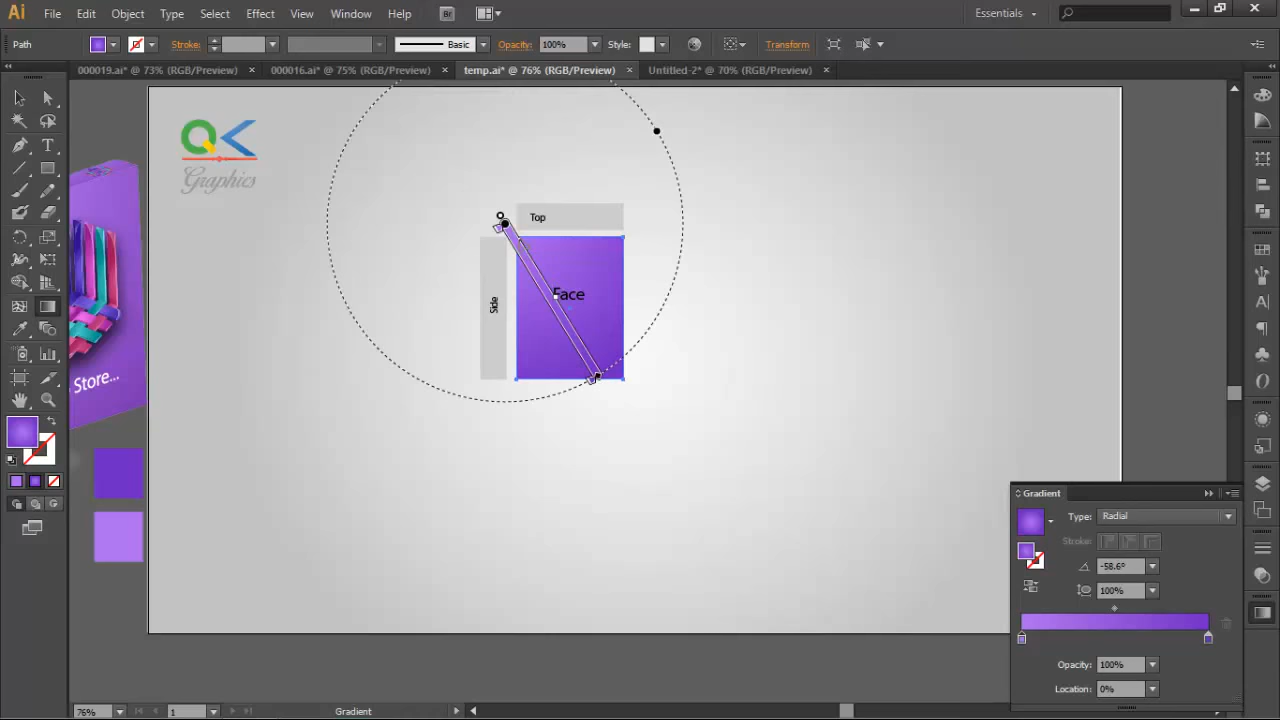 Ai File Edit Object Type Select Effect View Window Help Br Essentials
Path Stroke: Basic Opacity: 100% Style: Transform
000019.ai* @ 73% (RGB/Preview) × 000016.ai* @ 75% (RGB/Preview) × temp.ai* @ 76% (RGB/Preview) × Untitled-2* @ 70% (RGB/Preview) ×
Graphics
Top
Side
Face
Store...
Gradient
Type: Radial
Stroke:
-58.6°
100%
Opacity: 100%
Location: 0%
76% 1 Gradient